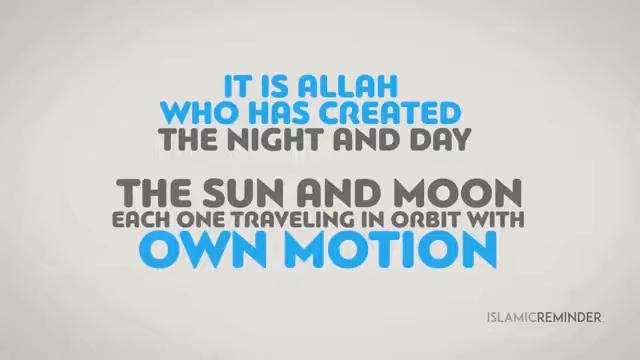 IT IS ALLAH
WHO HAS CREATED
THE NIGHT AND DAY
THE SUN AND MOON
EACH ONE TRAVELING IN ORBIT WITH
OWN MOTION
ISLAMICREMINDER